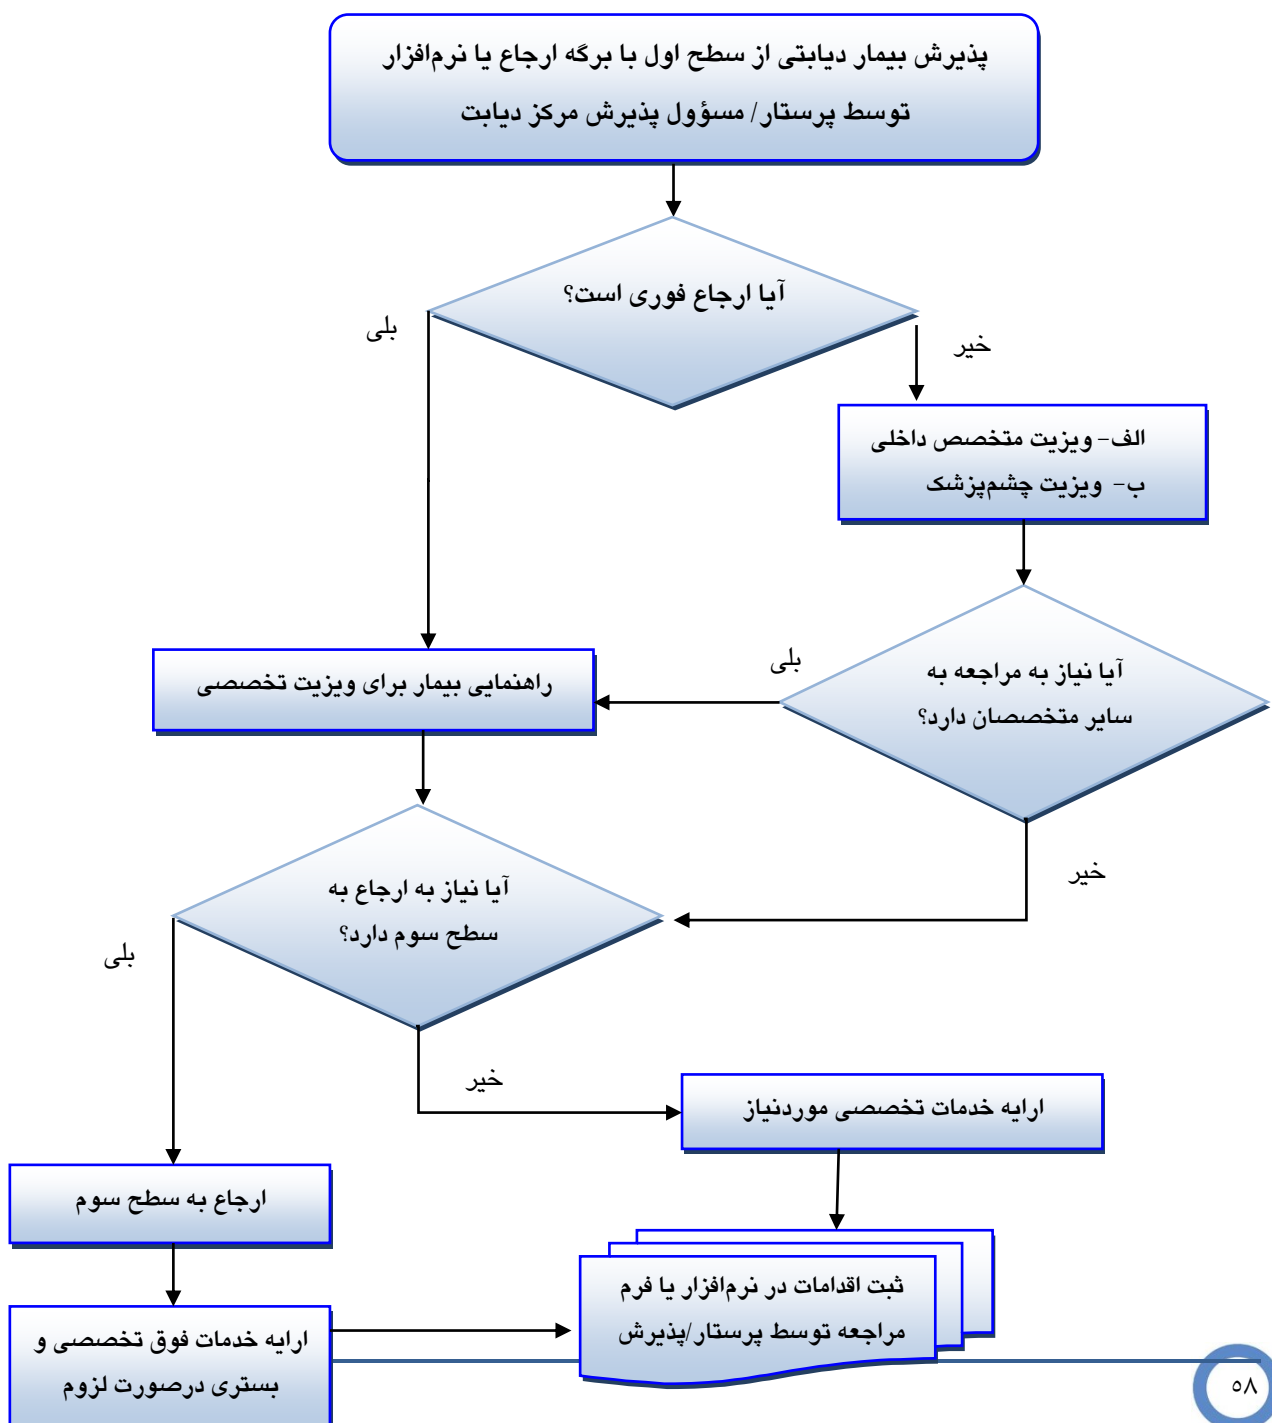 پذیرش بیمار دیابتی از سطح اول با برگه ارجاع یا نرم‌افزار
توسط پرستار/ مسؤول پذیرش مرکز دیابت
آیا ارجاع فوری است؟
بلی
خیر
الف- ویزیت متخصص داخلی
ب- ویزیت چشم‌پزشک
آیا نیاز به مراجعه به
سایر متخصصان دارد؟
بلی
راهنمایی بیمار برای ویزیت تخصصی
خیر
آیا نیاز به ارجاع به
سطح سوم دارد؟
بلی
خیر
ارایه خدمات تخصصی موردنیاز
ارجاع به سطح سوم
ثبت اقدامات در نرم‌افزار یا فرم
مراجعه توسط پرستار/پذیرش
ارایه خدمات فوق تخصصی و
بستری درصورت لزوم
۵۸